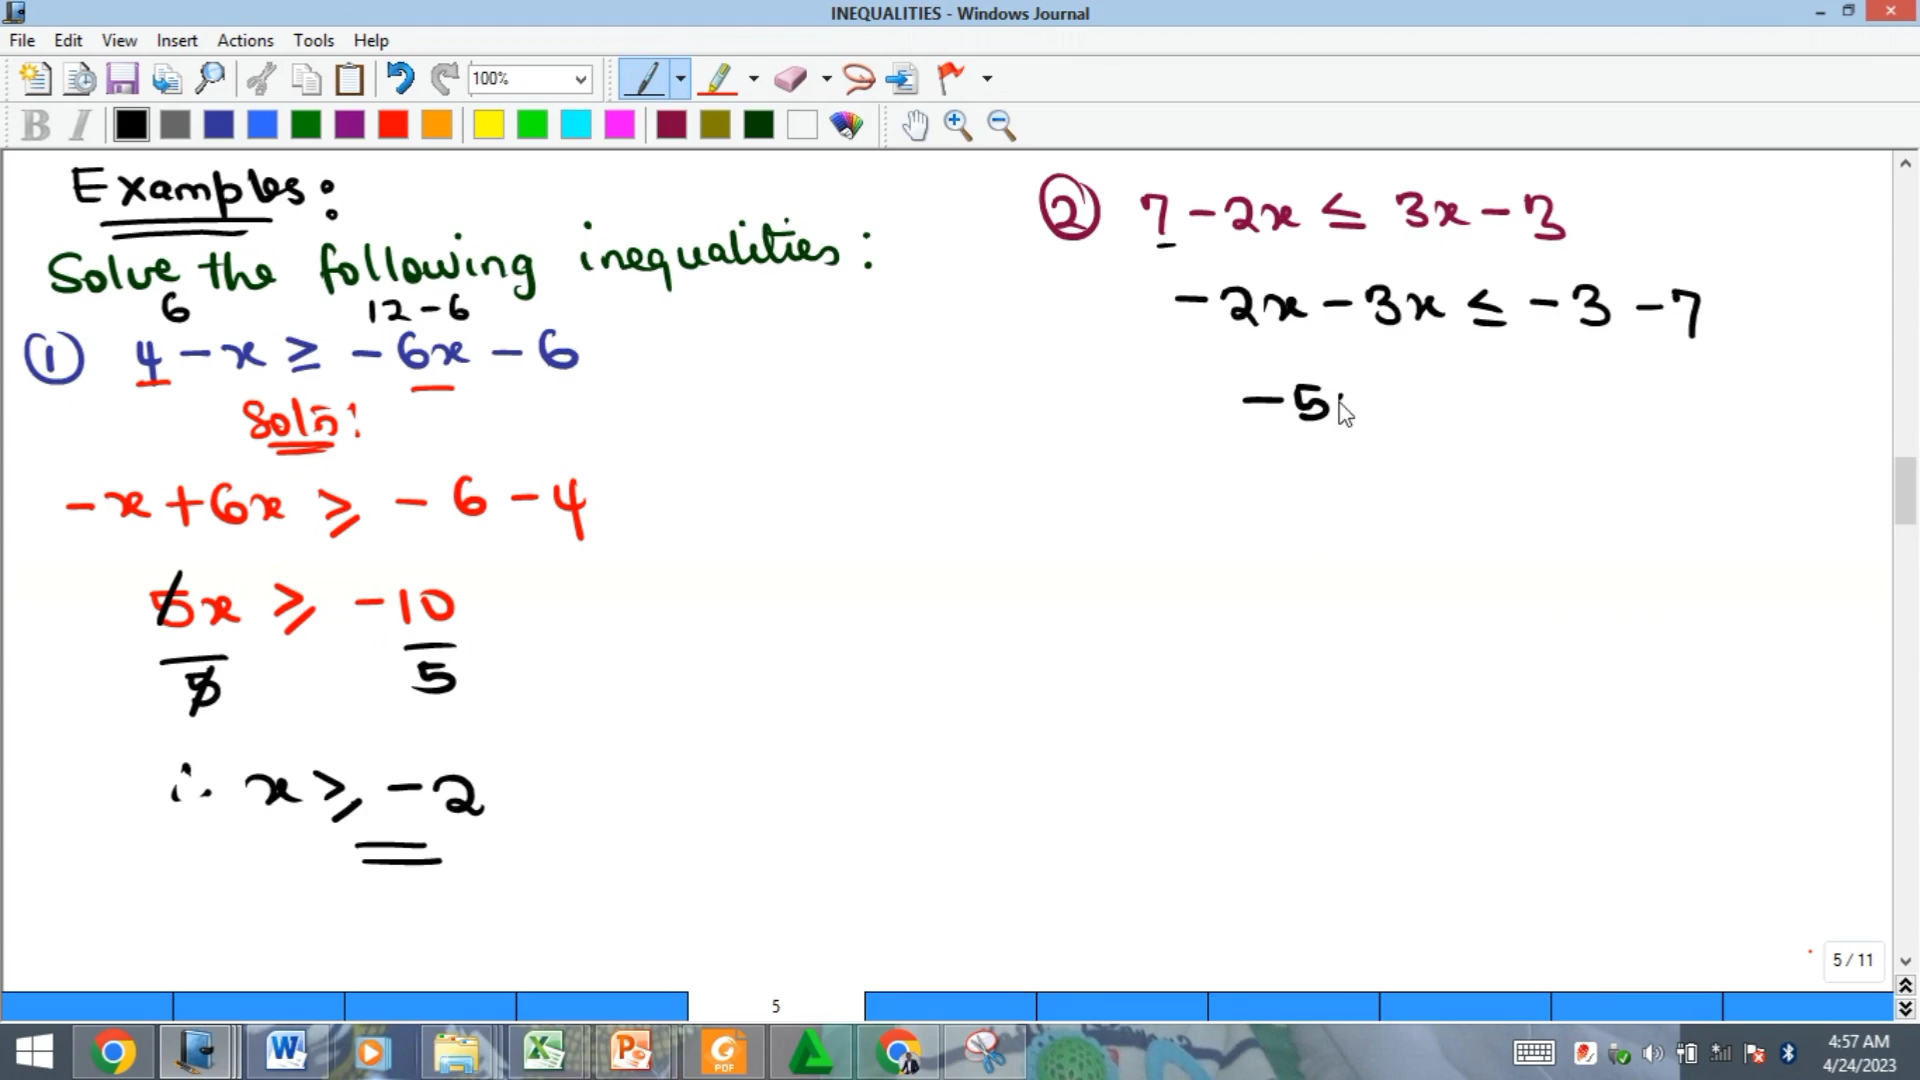 INEQUALITIES - Windows Journal
File Edit View Insert Actions Tools Help
100%
B I
Examples:
Solve the following inequalities:
6 12-6
① 4 - x ≥ - 6x - 6
Soln:
-x + 6x ⩾ - 6 - 4
5x ⩾ - 10
5 5
∴ x ⩾ - 2
② 7 - 2x ≤ 3x - 3
- 2x - 3x ≤ - 3 - 7
- 5
5 / 11
5
PDF
4:57 AM
4/24/2023